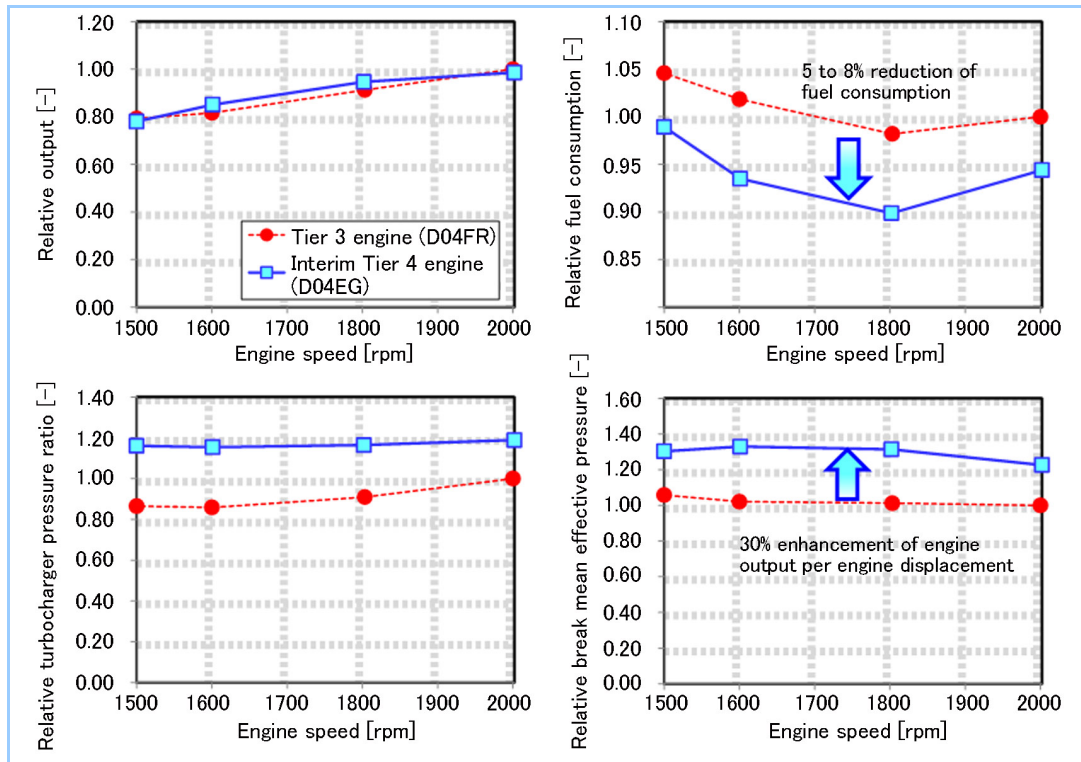 Relative output [-]
1.20
1.00
0.80
0.60
0.40
0.20
0.00
Tier 3 engine (D04FR)
Interim Tier 4 engine
(D04EG)
1500 1600 1700 1800 1900 2000
Engine speed [rpm]
Relative fuel consumption [-]
1.10
1.05
1.00
0.95
0.90
0.85
5 to 8% reduction of
fuel consumption
1500 1600 1700 1800 1900 2000
Engine speed [rpm]
Relative turbocharger pressure ratio [-]
1.40
1.20
1.00
0.80
0.60
0.40
0.20
0.00
1500 1600 1700 1800 1900 2000
Engine speed [rpm]
Relative break mean effective pressure [-]
1.60
1.40
1.20
1.00
0.80
0.60
0.40
0.20
0.00
30% enhancement of engine
output per engine displacement
1500 1600 1700 1800 1900 2000
Engine speed [rpm]